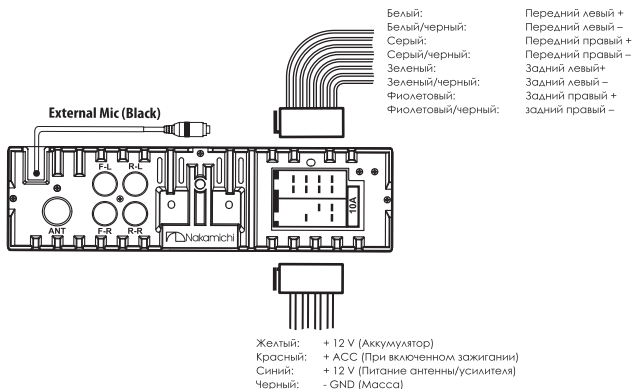 Белый: Передний левый +
Белый/черный: Передний левый –
Серый: Передний правый +
Серый/черный: Передний правый –
Зеленый: Задний левый+
Зеленый/черный: Задний левый –
Фиолетовый: Задний правый +
Фиолетовый/черный: задний правый –
External Mic (Black)
F-L R-L
10A
ANT F-R R-R
Nakamichi
Желтый: + 12 V (Аккумулятор)
Красный: + ACC (При включенном зажигании)
Синий: + 12 V (Питание антенны/усилителя)
Черный: - GND (Масса)